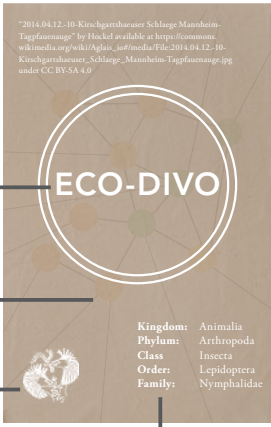 "2014.04.12.-10-Kirschgartshaeuser Schlaege Mannheim-
Tagpfauenauge" by Hockel available at https://commons.
wikimedia.org/wiki/Aglais_io#/media/File:2014.04.12.-10-
Kirschgartshaeuser_Schlaege_Mannheim-Tagpfauenauge.jpg
under CC BY-SA 4.0
ECO-DIVO
Kingdom: Animalia
Phylum: Arthropoda
Class Insecta
Order: Lepidoptera
Family: Nymphalidae